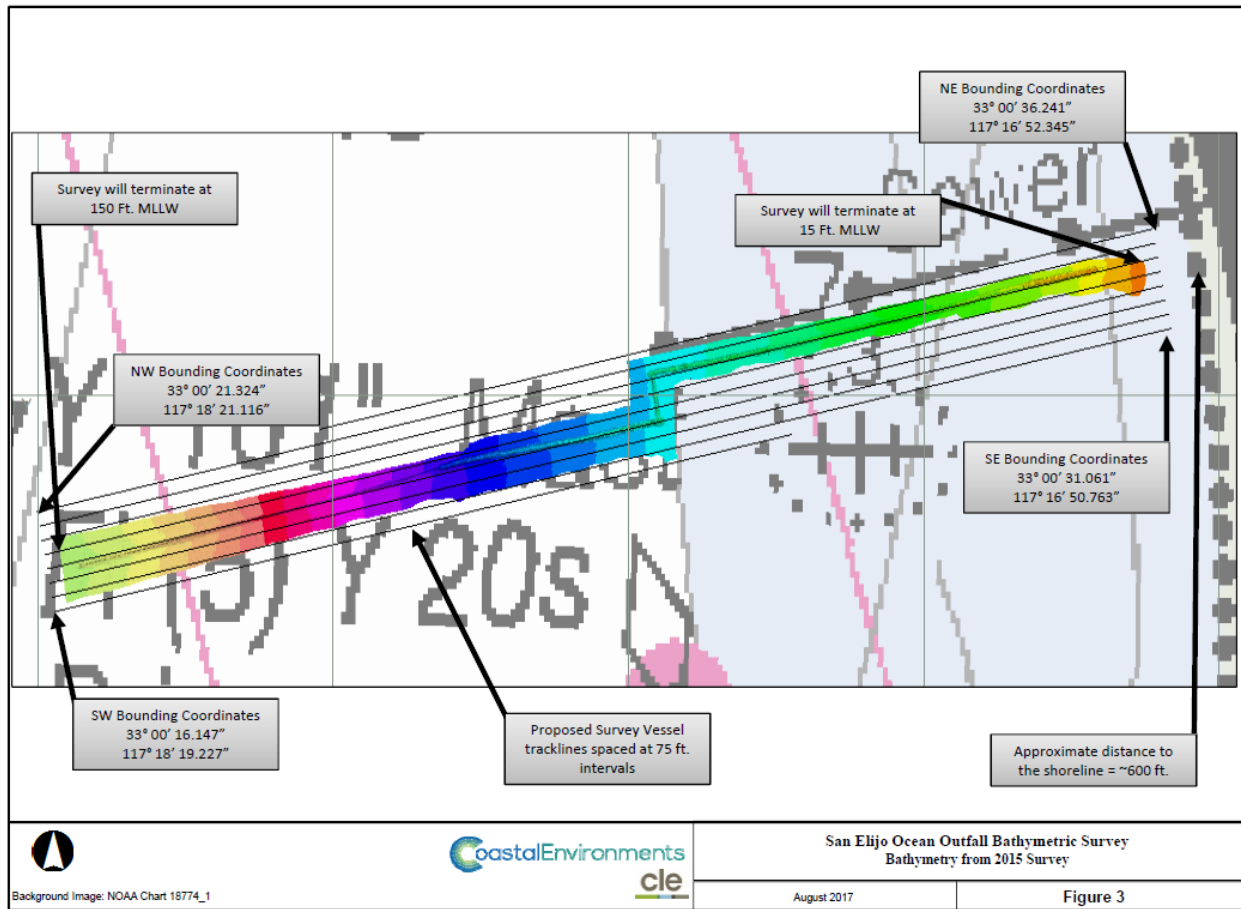 NE Bounding Coordinates
33° 00’ 36.241”
117° 16’ 52.345”
Survey will terminate at
150 Ft. MLLW
Survey will terminate at
15 Ft. MLLW
NW Bounding Coordinates
33° 00’ 21.324”
117° 18’ 21.116”
SE Bounding Coordinates
33° 00’ 31.061”
117° 16’ 50.763”
20s
SW Bounding Coordinates
33° 00’ 16.147”
117° 18’ 19.227”
Proposed Survey Vessel
tracklines spaced at 75 ft.
intervals
Approximate distance to
the shoreline = ~600 ft.
CoastalEnvironments
cle
Background Image: NOAA Chart 18774_1
San Elijo Ocean Outfall Bathymetric Survey
Bathymetry from 2015 Survey
August 2017
Figure 3